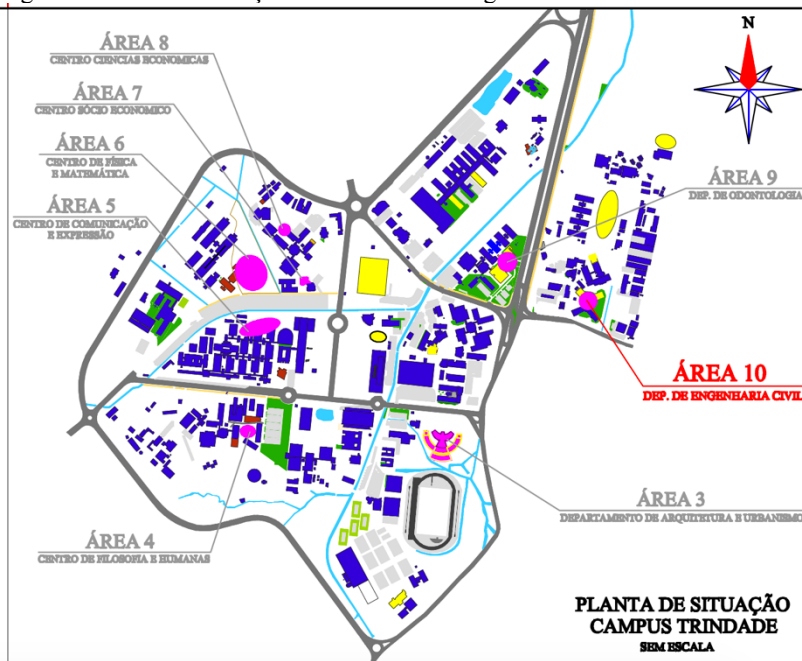 N
ÁREA 8
CENTRO CIENCIAS ECONOMICAS
ÁREA 7
CENTRO SÓCIO ECONOMICO
ÁREA 6
CENTRO DE FÍSICA
E MATEMÁTICA
ÁREA 5
CENTRO DE COMUNICAÇÃO
E EXPRESSÃO
ÁREA 9
DEP. DE ODONTOLOGIA
ÁREA 10
DEP. DE ENGENHARIA CIVIL
ÁREA 3
DEPARTAMENTO DE ARQUITETURA E URBANISMO
ÁREA 4
CENTRO DE FILOSOFIA E HUMANAS
PLANTA DE SITUAÇÃO
CAMPUS TRINDADE
SEM ESCALA